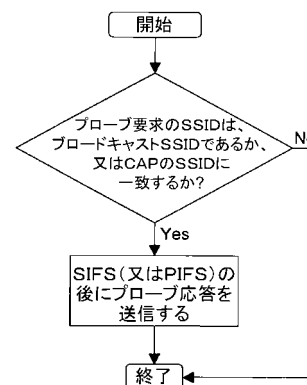 開始
プローブ要求のSSIDは、
ブロードキャストSSIDであるか、
又はCAPのSSIDに
一致するか?
Yes
SIFS(又はPIFS)の
後にプローブ応答を
送信する
終了